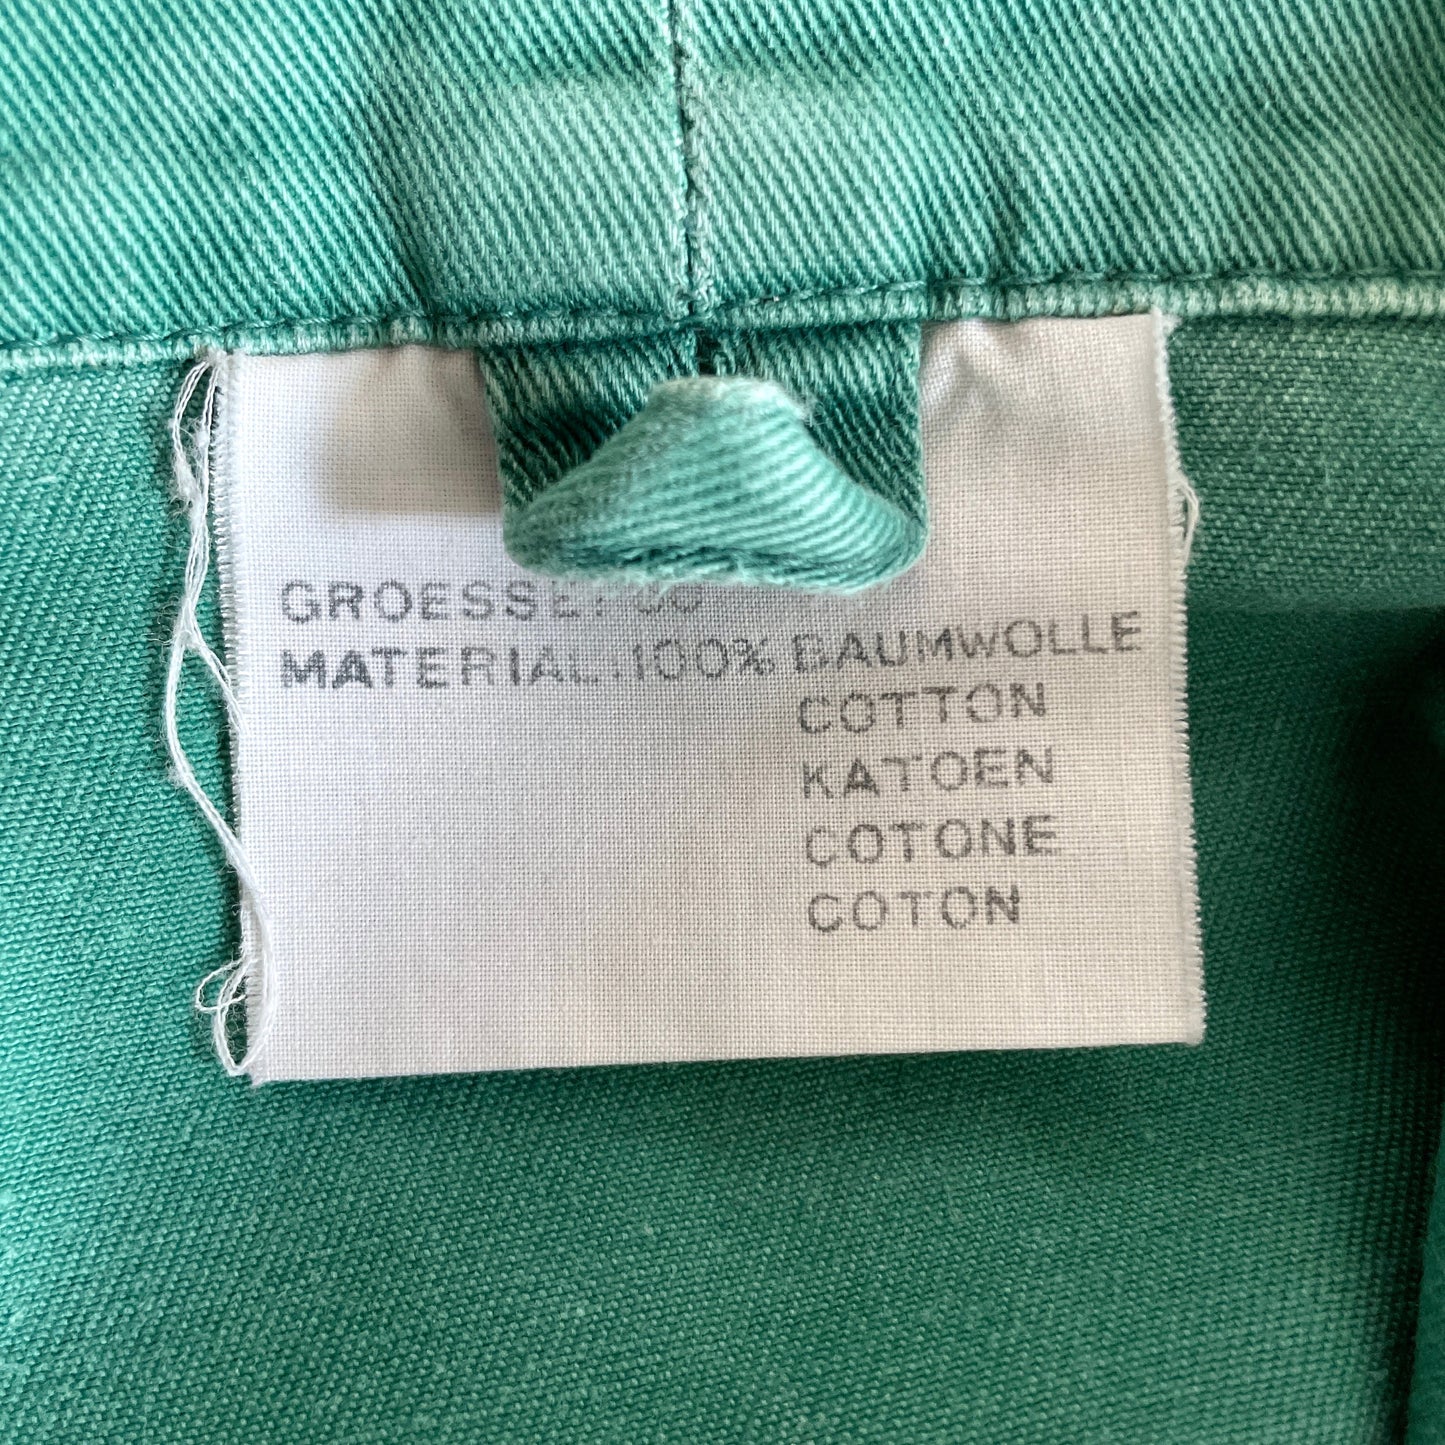 GROESSE:
MATERIAL:100% BAUMWOLLE
COTTON
KATOEN
COTONE
COTON